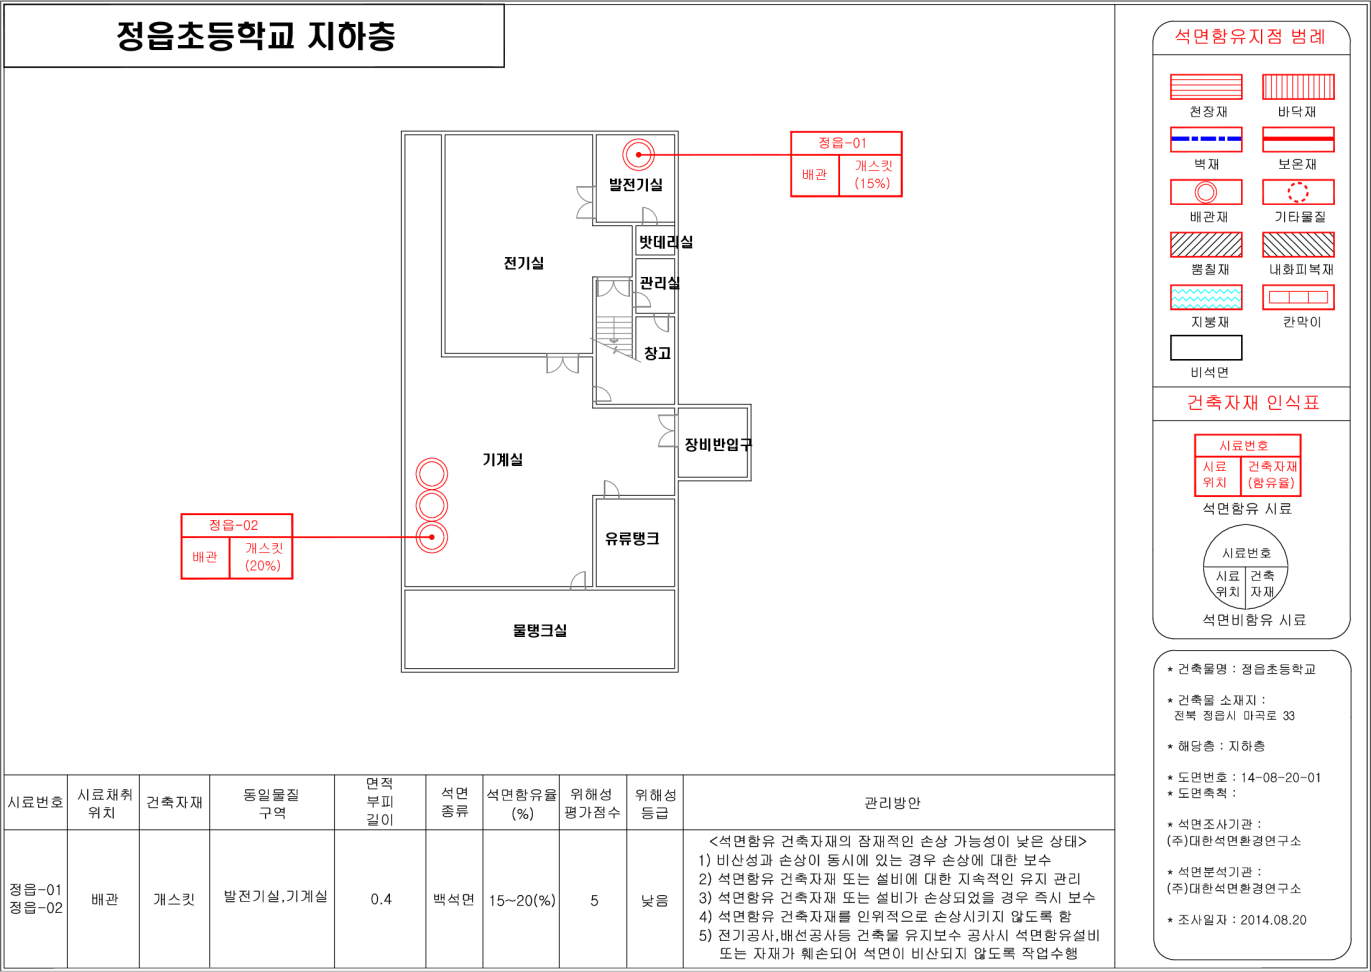 정읍초등학교 지하층
정읍-01
배관
개스킷
(15%)
발전기실
밧데리실
전기실
관리실
창고
장비반입구
기계실
정읍-02
배관
개스킷
(20%)
유류탱크
물탱크실
석면함유지점 범례
천장재
바닥재
벽재
보온재
배관재
기타물질
뿜칠재
내화피복재
지붕재
칸막이
비석면
건축자재 인식표
시료번호
시료
위치
건축자재
(함유율)
석면함유 시료
시료번호
시료
위치
건축
자재
석면비함유 시료
* 건축물명 : 정읍초등학교
* 건축물 소재지 :
전북 정읍시 마곡로 33
* 해당층 : 지하층
* 도면번호 : 14-08-20-01
* 도면축척 :
* 석면조사기관 :
(주)대한석면환경연구소
* 석면분석기관 :
(주)대한석면환경연구소
* 조사일자 : 2014.08.20
시료번호
시료채취
위치
건축자재
동일물질
구역
면적
부피
길이
석면
종류
석면함유율
(%)
위해성
평가점수
위해성
등급
관리방안
정읍-01
정읍-02
배관
개스킷
발전기실,기계실
0.4
백석면
15~20(%)
5
낮음
<석면함유 건축자재의 잠재적인 손상 가능성이 낮은 상태>
1) 비산성과 손상이 동시에 있는 경우 손상에 대한 보수
2) 석면함유 건축자재 또는 설비에 대한 지속적인 유지 관리
3) 석면함유 건축자재 또는 설비가 손상되었을 경우 즉시 보수
4) 석면함유 건축자재를 인위적으로 손상시키지 않도록 함
5) 전기공사,배선공사등 건축물 유지보수 공사시 석면함유설비
또는 자재가 훼손되어 석면이 비산되지 않도록 작업수행